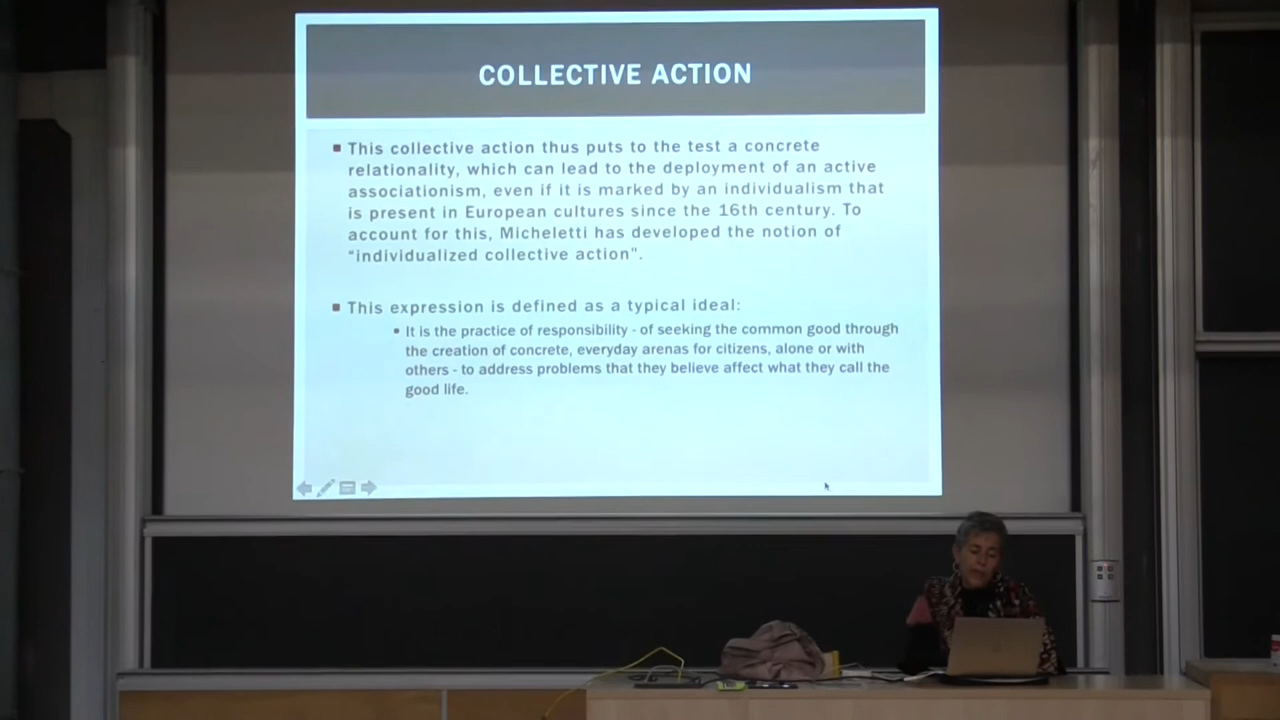 COLLECTIVE ACTION
This collective action thus puts to the test a concrete
relationality, which can lead to the deployment of an active
associationism, even if it is marked by an individualism that
is present in European cultures since the 16th century. To
account for this, Micheletti has developed the notion of
"individualized collective action".
This expression is defined as a typical ideal:
It is the practice of responsibility - of seeking the common good through
the creation of concrete, everyday arenas for citizens, alone or with
others - to address problems that they believe affect what they call the
good life.